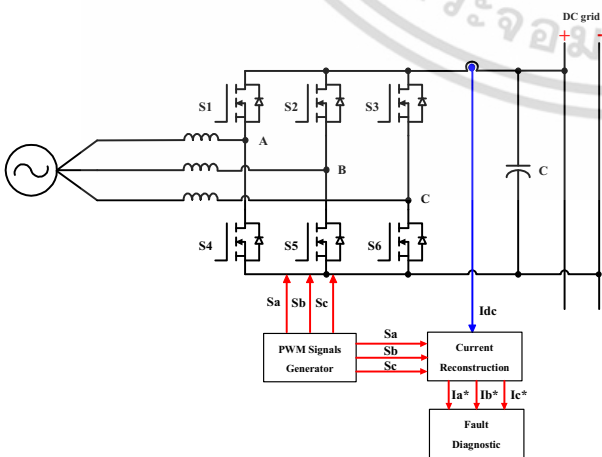 DC grid
+ -
S1 S2 S3
A
B
C
C
S4 S5 S6
Sa Sb Sc
Idc
PWM Signals
Generator
Sa
Sb
Sc
Current
Reconstruction
Ia* Ib* Ic*
Fault
Diagnostic